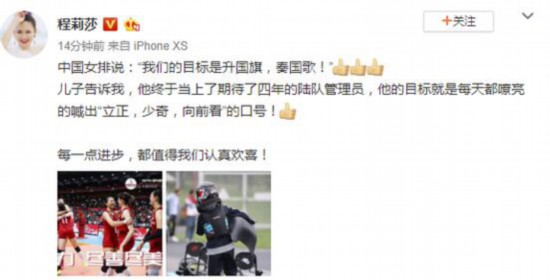 程莉莎
+关注
14分钟前 来自 iPhone XS
中国女排说：“我们的目标是升国旗，奏国歌！”
儿子告诉我，他终于当上了期待了四年的陆队管理员，他的目标就是每天都嘹亮
的喊出“立正，少奇，向前看”的口号！
每一点进步，都值得我们认真欢喜！
尽善尽美